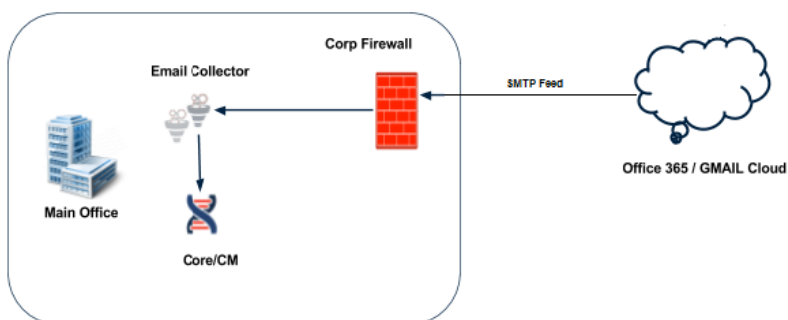 Corp Firewall
Email Collector
SMTP Feed
Office 365 / GMAIL Cloud
Main Office
Core/CM